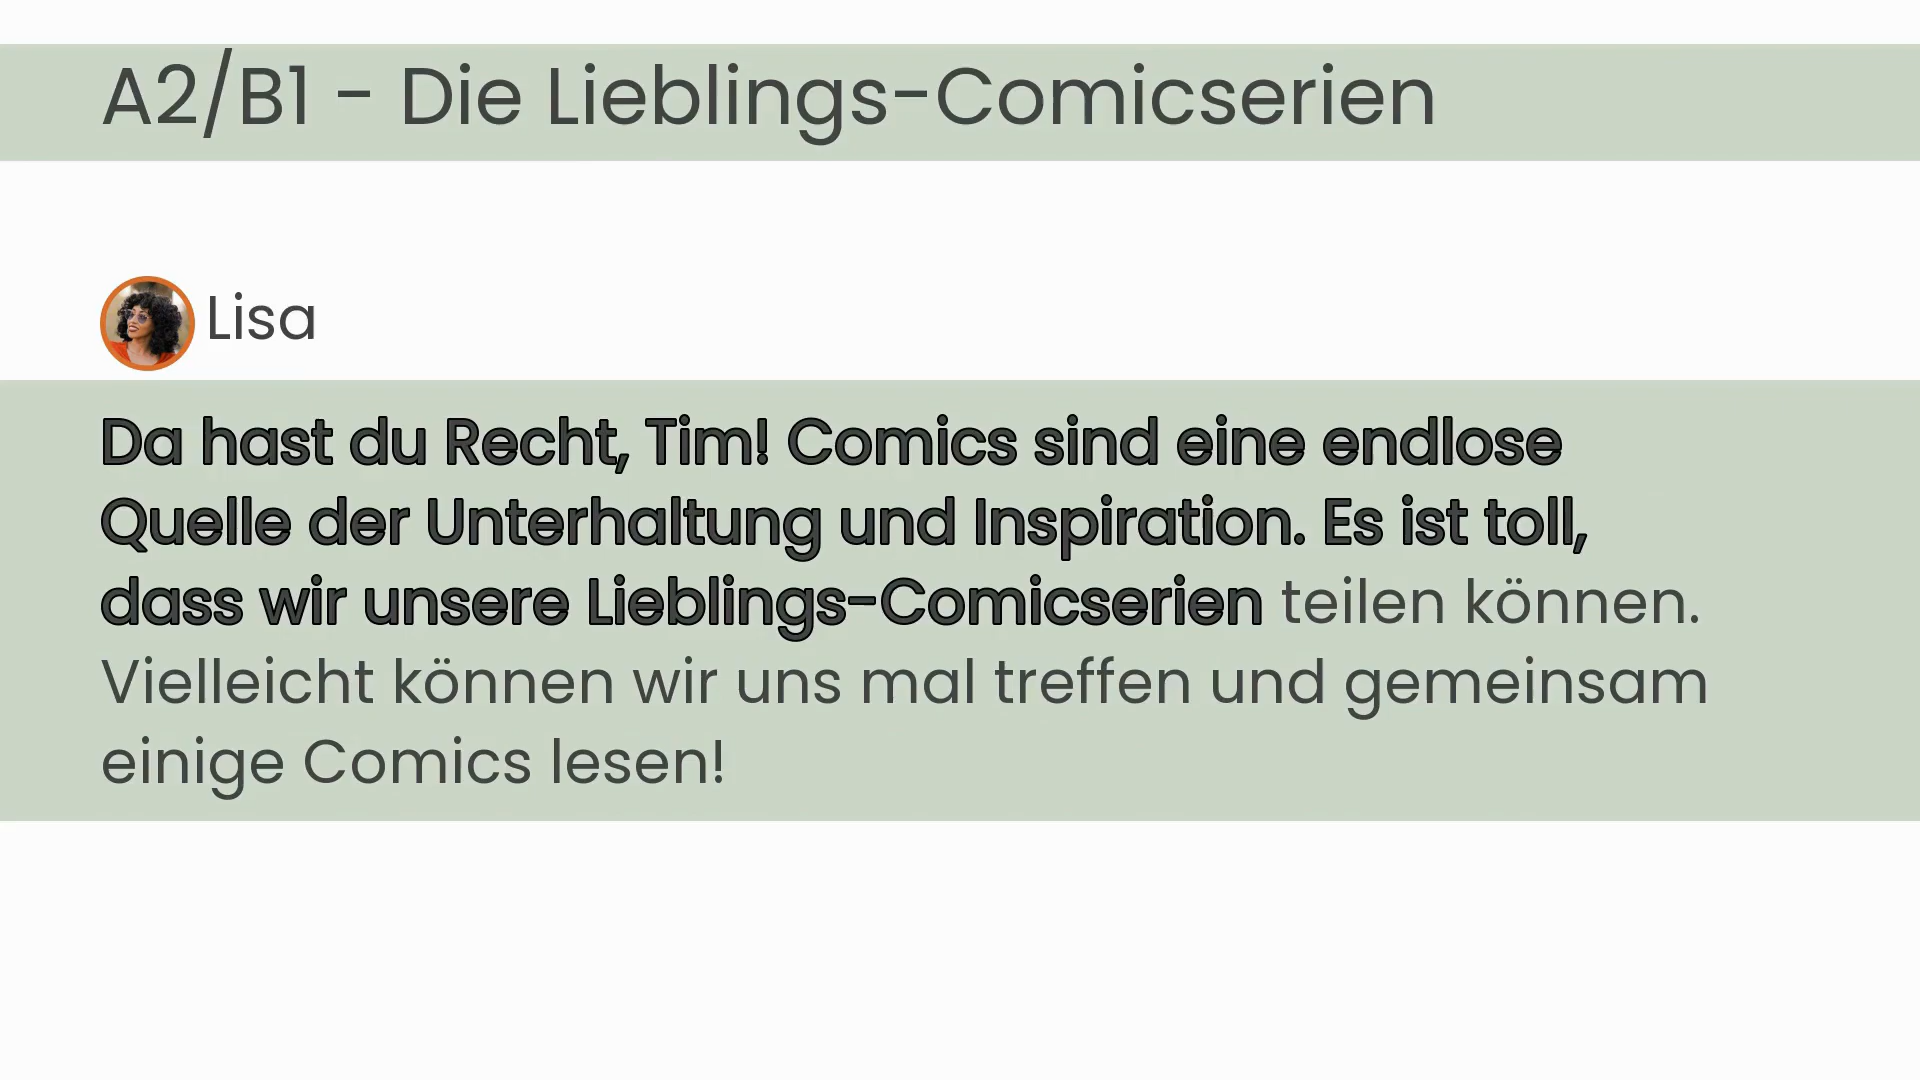 A2/B1 - Die Lieblings-Comicserien
Lisa
Da hast du Recht, Tim! Comics sind eine endlose
Quelle der Unterhaltung und Inspiration. Es ist toll,
dass wir unsere Lieblings-Comicserien teilen können.
Vielleicht können wir uns mal treffen und gemeinsam
einige Comics lesen!